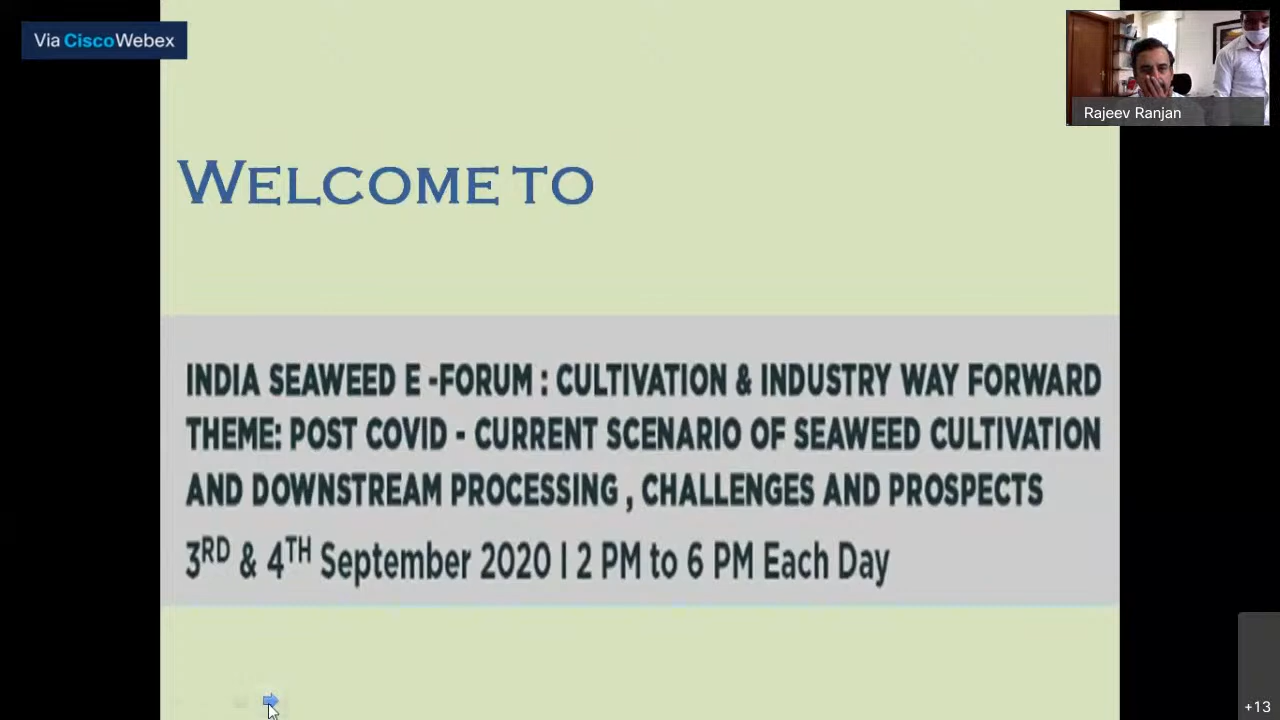 Via Cisco Webex
Rajeev Ranjan
WELCOME TO
INDIA SEAWEED E -FORUM : CULTIVATION & INDUSTRY WAY FORWARD
THEME: POST COVID - CURRENT SCENARIO OF SEAWEED CULTIVATION
AND DOWNSTREAM PROCESSING , CHALLENGES AND PROSPECTS
3RD & 4TH September 2020 I 2 PM to 6 PM Each Day
+13